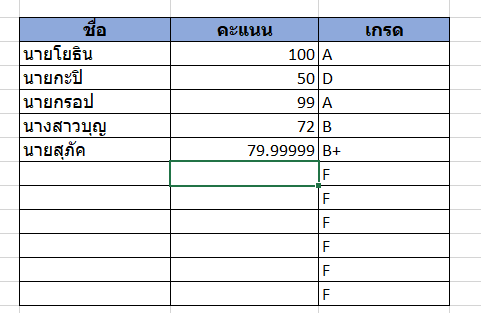 ชื่อ คะแนน เกรด
นายโยธิน 100 A
นายกะปิ 50 D
นายกรอป 99 A
นางสาวบุญ 72 B
นายสุภัค 79.99999 B+
F
F
F
F
F
F